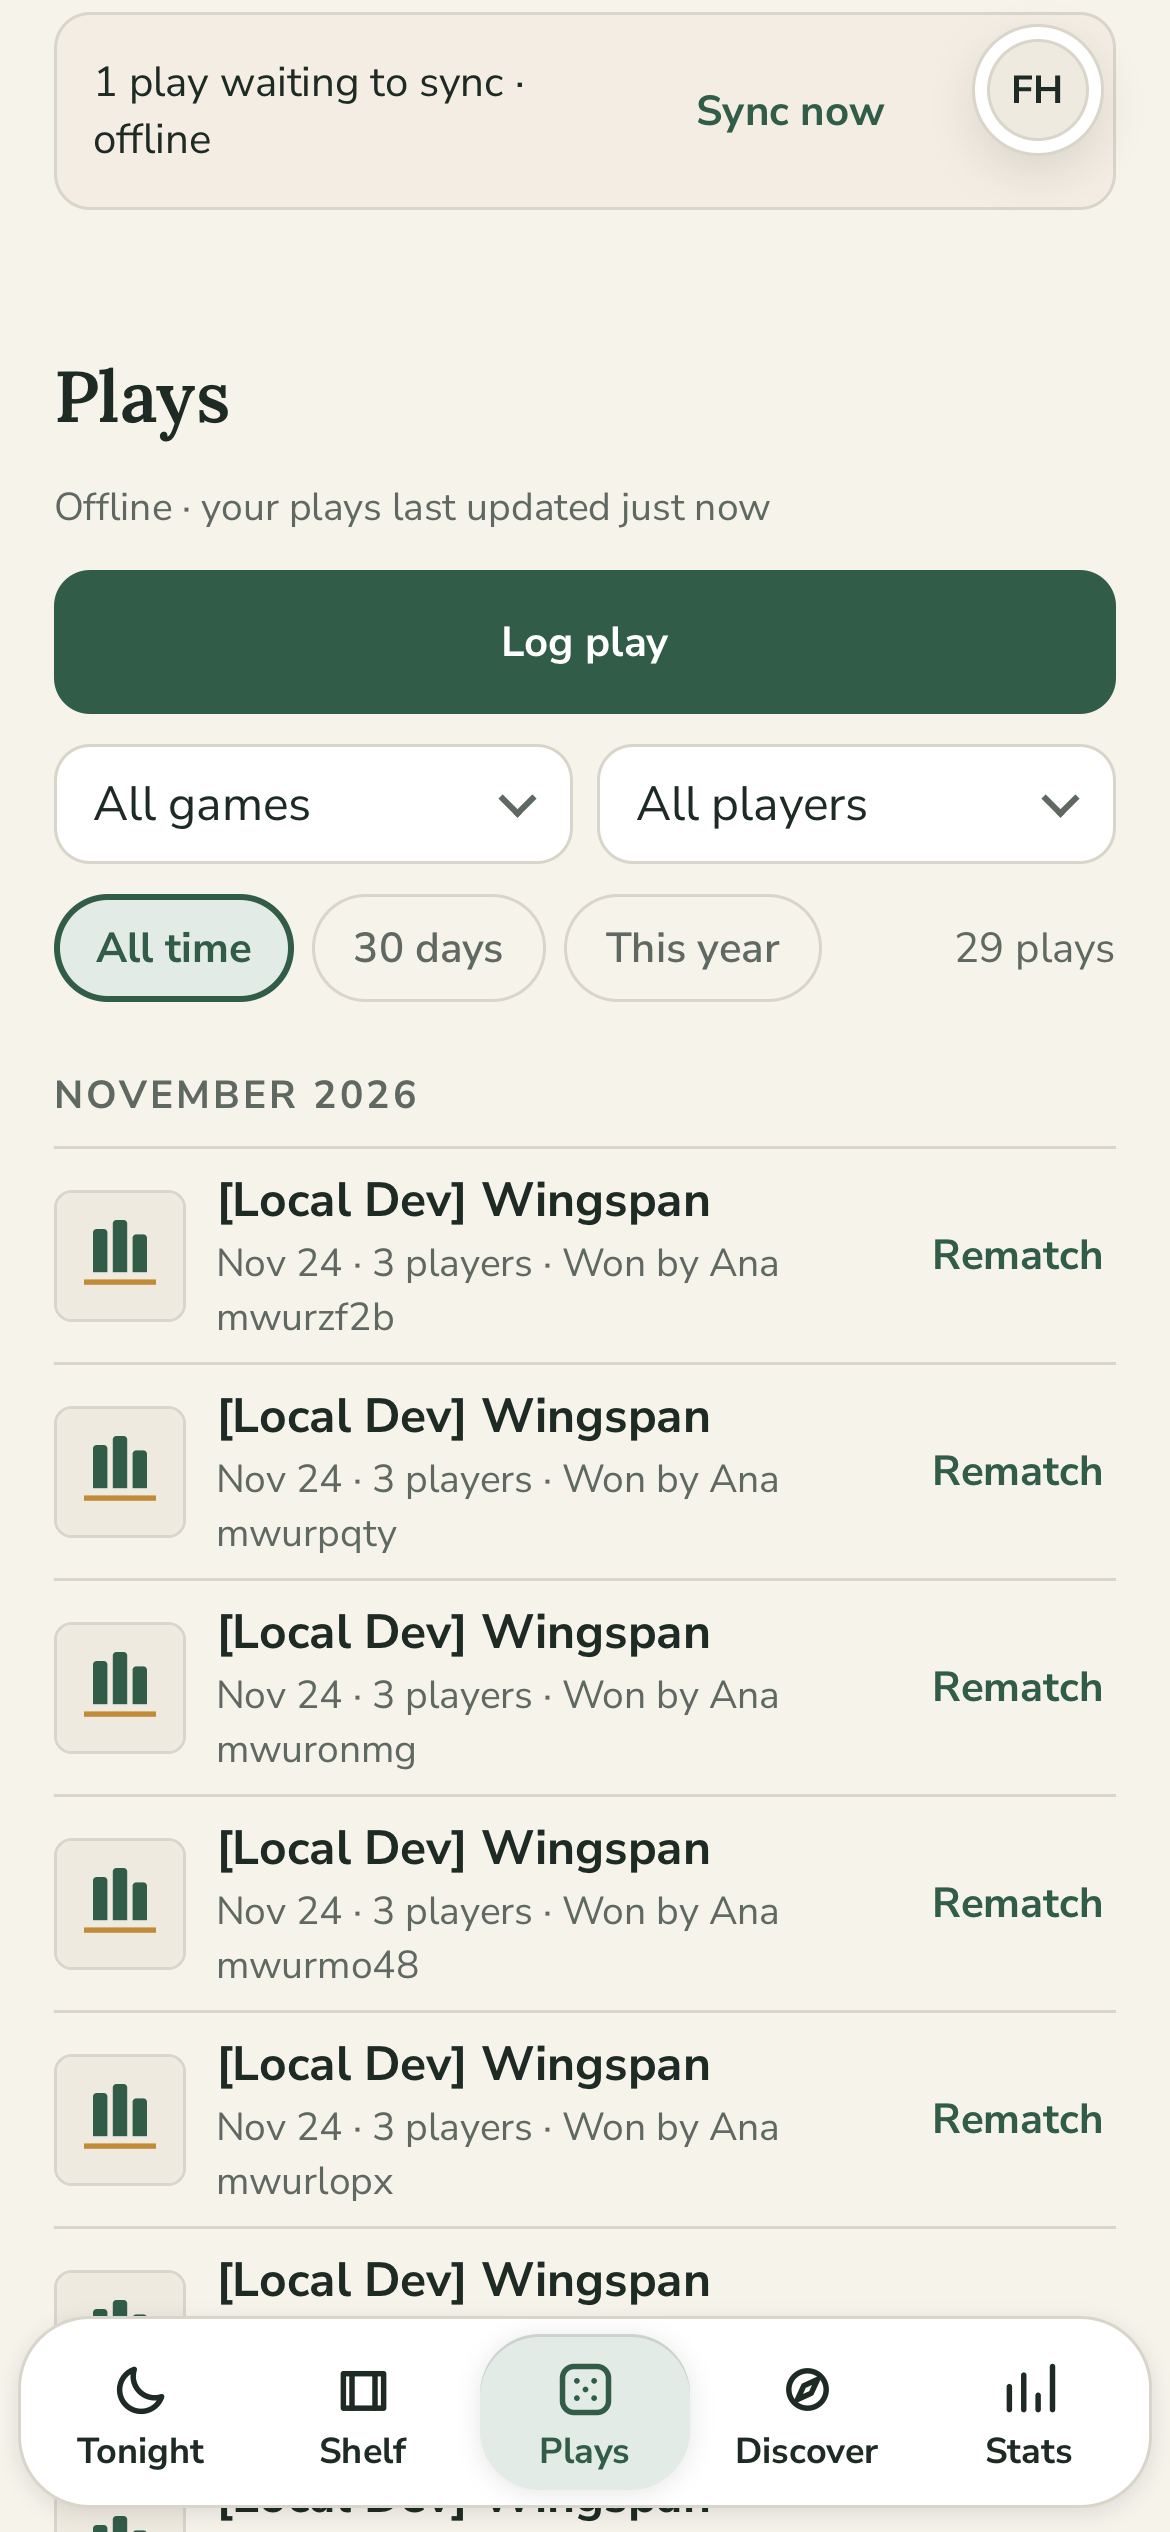 1 play waiting to sync ·
offline
Sync now
FH
Plays
Offline · your plays last updated just now
Log play
All games
All players
All time
30 days
This year
29 plays
NOVEMBER 2026
[Local Dev] Wingspan
Nov 24 · 3 players · Won by Ana
mwurzf2b
Rematch
[Local Dev] Wingspan
Nov 24 · 3 players · Won by Ana
mwurpqty
Rematch
[Local Dev] Wingspan
Nov 24 · 3 players · Won by Ana
mwuronmg
Rematch
[Local Dev] Wingspan
Nov 24 · 3 players · Won by Ana
mwurmo48
Rematch
[Local Dev] Wingspan
Nov 24 · 3 players · Won by Ana
mwurlopx
Rematch
[Local Dev] Wingspan
Tonight
Shelf
Plays
Discover
Stats